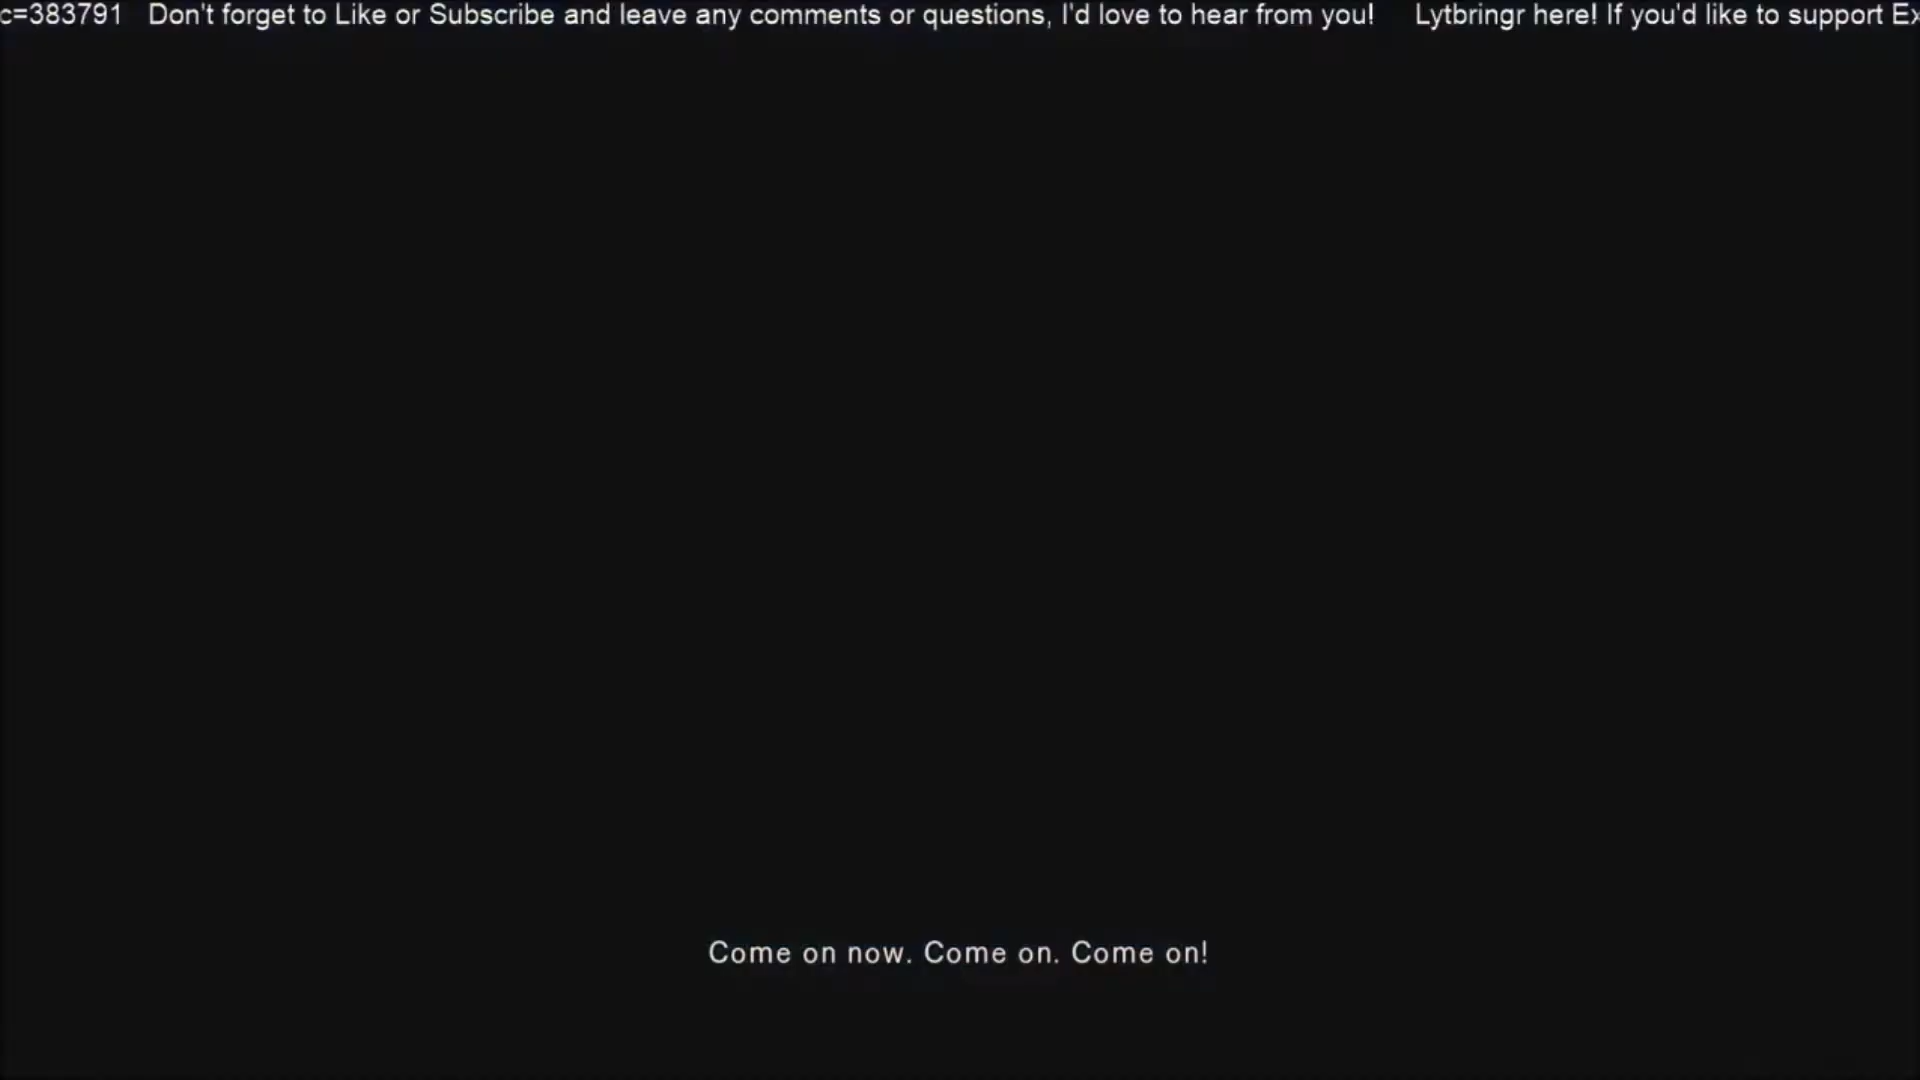 c=383791   Don't forget to Like or Subscribe and leave any comments or questions, I'd love to hear from you!     Lytbringr here! If you'd like to support Ex
Come on now. Come on. Come on!